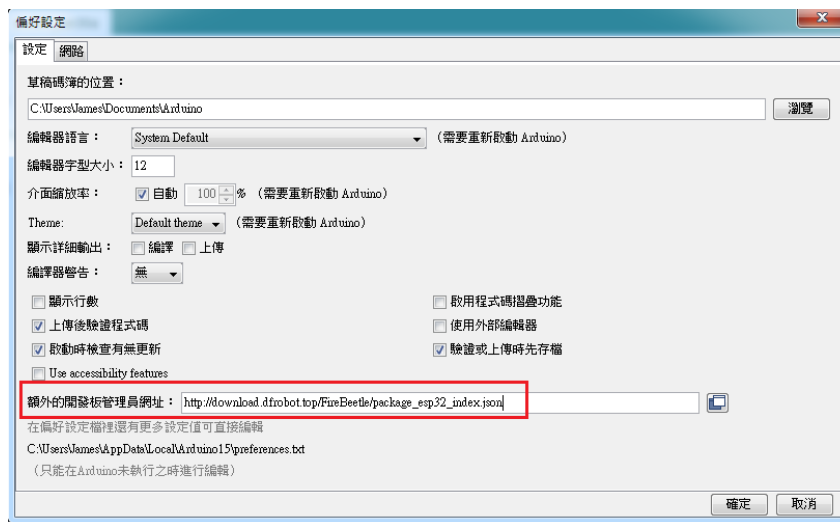 偏好設定
設定 網路
草稿碼簿的位置：
C:\Users\James\Documents\Arduino 瀏覽
編輯器語言： System Default （需要重新啟動 Arduino）
編輯器字型大小： 12
介面縮放率： 自動 100 % （需要重新啟動 Arduino）
Theme: Default theme （需要重新啟動 Arduino）
顯示詳細輸出： 編譯 上傳
編譯器警告： 無
顯示行數 啟用程式碼摺疊功能
上傳後驗證程式碼 使用外部編輯器
啟動時檢查有無更新 驗證或上傳時先存檔
Use accessibility features
額外的開發板管理員網址： http://download.dfrobot.top/FireBeetle/package_esp32_index.json
在偏好設定檔裡還有更多設定值可直接編輯
C:\Users\James\AppData\Local\Arduino15\preferences.txt
（只能在Arduino未執行之時進行編輯）
確定 取消